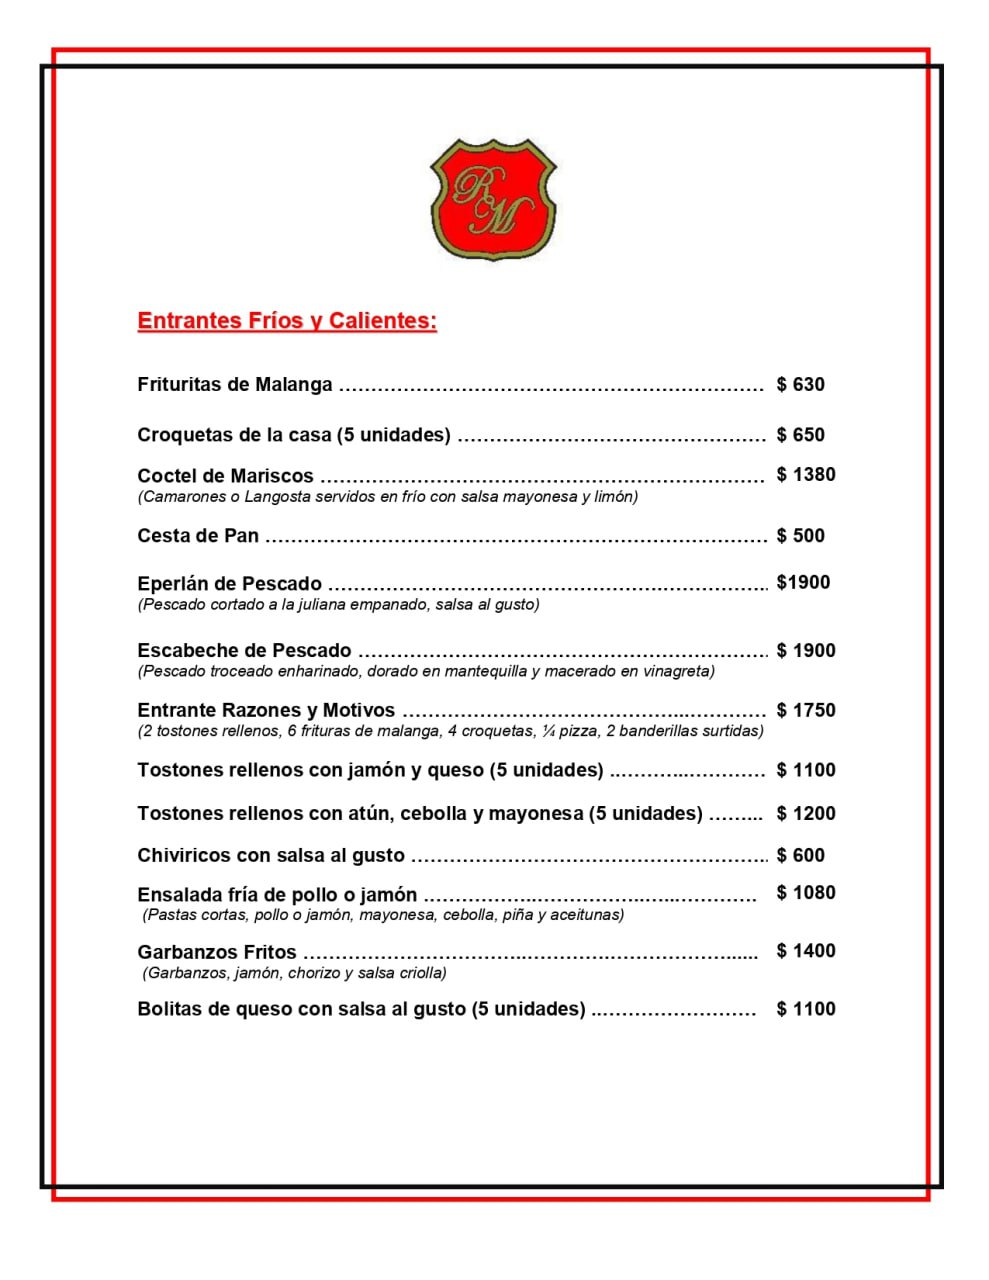 RM
Entrantes Fríos y Calientes:
Frituritas de Malanga ………………………………………………………… $ 630
Croquetas de la casa (5 unidades) ………………………………………… $ 650
Coctel de Mariscos …………………………………………………………… $ 1380
(Camarones o Langosta servidos en frío con salsa mayonesa y limón)
Cesta de Pan …………………………………………………………………… $ 500
Eperlán de Pescado …………………………………………….…………….. $1900
(Pescado cortado a la juliana empanado, salsa al gusto)
Escabeche de Pescado ……………………………………………………… $ 1900
(Pescado troceado enharinado, dorado en mantequilla y macerado en vinagreta)
Entrante Razones y Motivos ……………………………………...………… $ 1750
(2 tostones rellenos, 6 frituras de malanga, 4 croquetas, ¼ pizza, 2 banderillas surtidas)
Tostones rellenos con jamón y queso (5 unidades) .………..………… $ 1100
Tostones rellenos con atún, cebolla y mayonesa (5 unidades) ……... $ 1200
Chiviricos con salsa al gusto ……………………………………………….. $ 600
Ensalada fría de pollo o jamón .……………..……………..…..…………. $ 1080
(Pastas cortas, pollo o jamón, mayonesa, cebolla, piña y aceitunas)
Garbanzos Fritos ……………………………..………….………………...... $ 1400
(Garbanzos, jamón, chorizo y salsa criolla)
Bolitas de queso con salsa al gusto (5 unidades) ..…………………… $ 1100